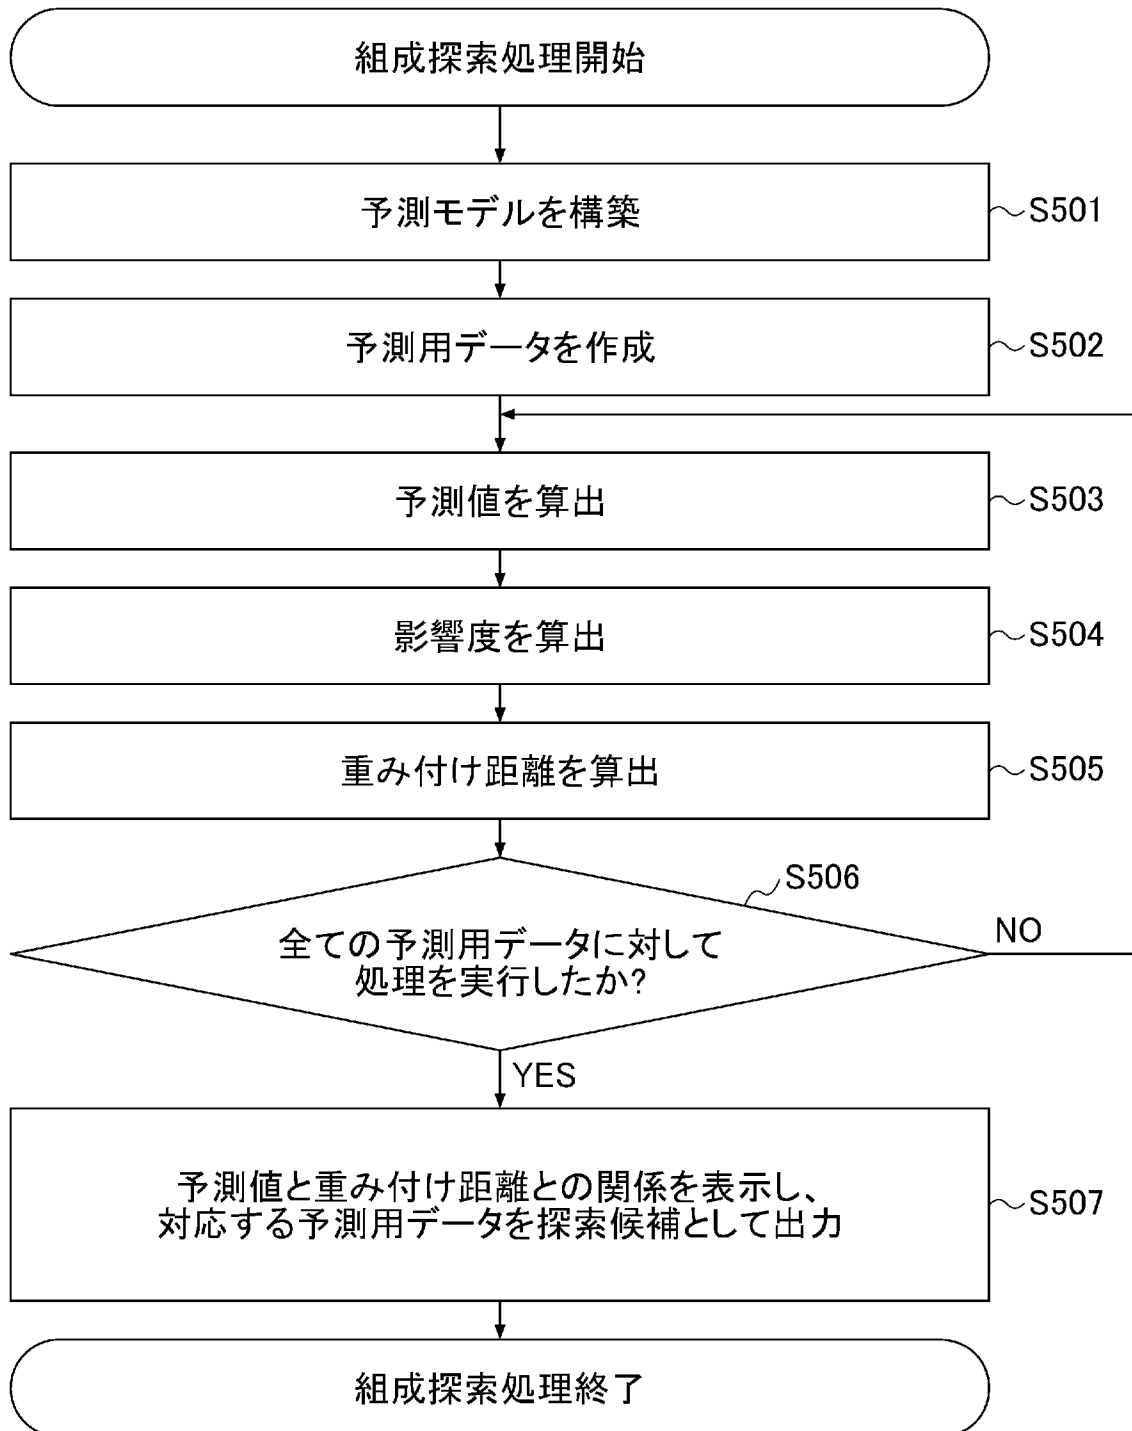 組成探索処理開始
予測モデルを構築
S501
予測用データを作成
S502
予測値を算出
S503
影響度を算出
S504
重み付け距離を算出
S505
S506
全ての予測用データに対して
処理を実行したか?
NO
YES
予測値と重み付け距離との関係を表示し、
対応する予測用データを探索候補として出力
S507
組成探索処理終了